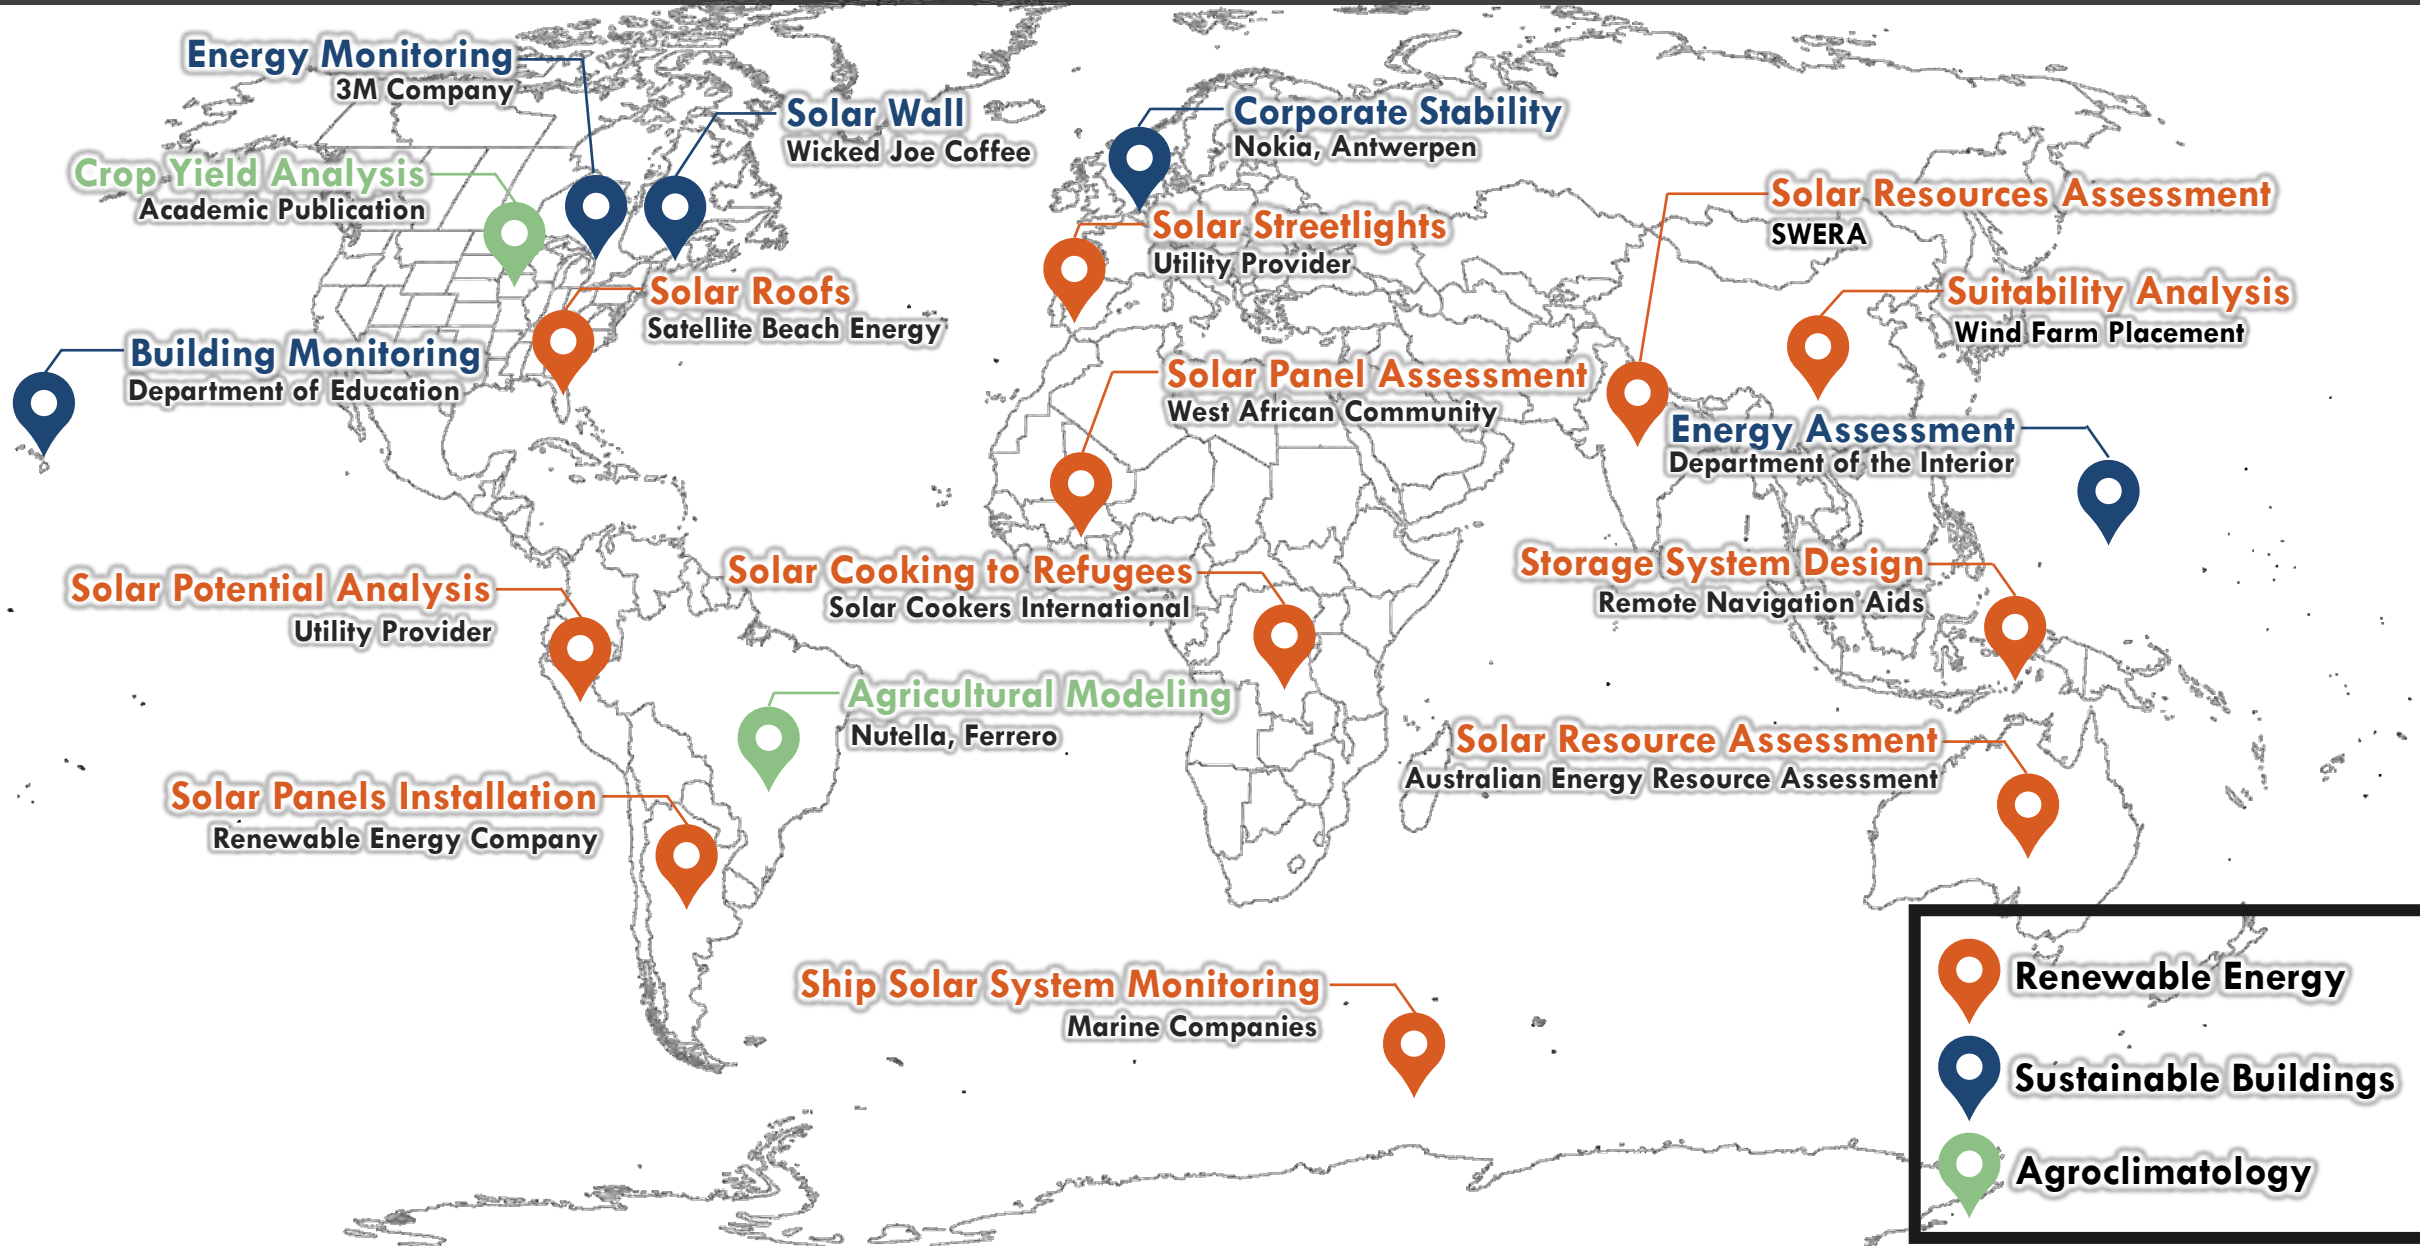 Energy Monitoring
3M Company
Solar Wall
Wicked Joe Coffee
Corporate Stability
Nokia, Antwerpen
Crop Yield Analysis
Academic Publication
Solar Streetlights
Utility Provider
Solar Resources Assessment
SWERA
Solar Roofs
Satellite Beach Energy
Suitability Analysis
Wind Farm Placement
Building Monitoring
Department of Education
Solar Panel Assessment
West African Community
Energy Assessment
Department of the Interior
Solar Potential Analysis
Utility Provider
Solar Cooking to Refugees
Solar Cookers International
Storage System Design
Remote Navigation Aids
Agricultural Modeling
Nutella, Ferrero
Solar Resource Assessment
Australian Energy Resource Assessment
Solar Panels Installation
Renewable Energy Company
Ship Solar System Monitoring
Marine Companies
Renewable Energy
Sustainable Buildings
Agroclimatology